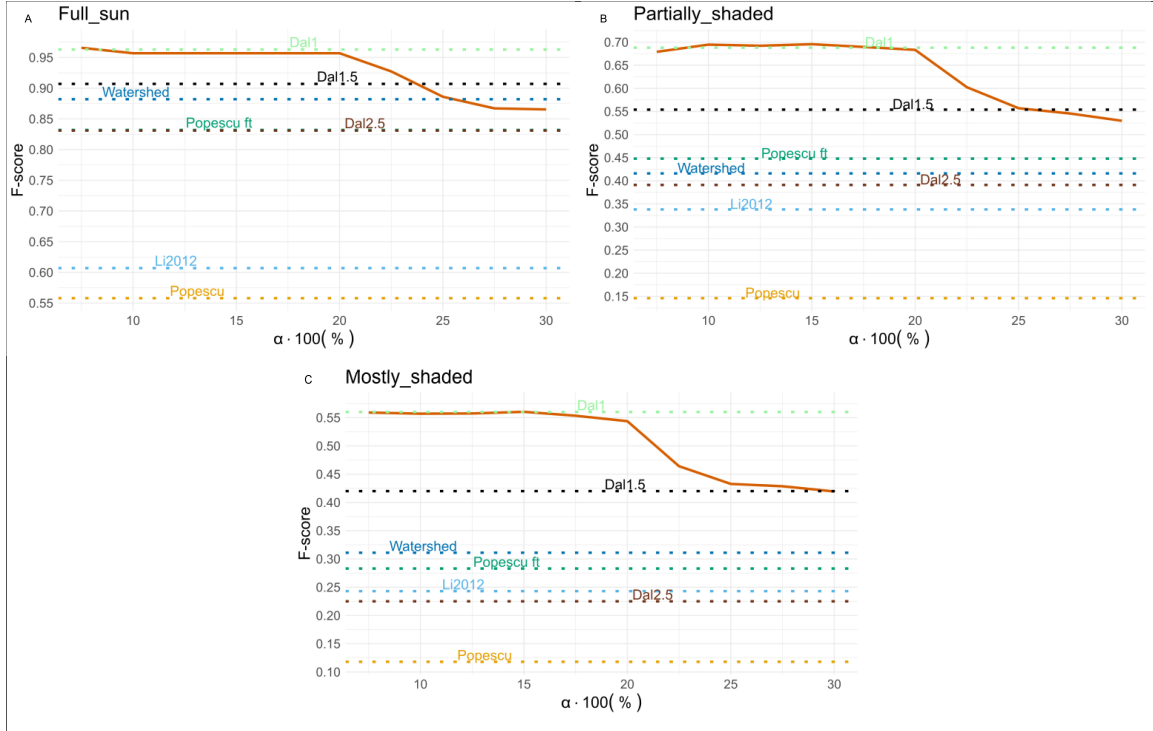 A Full_sun
0.95
0.90
0.85
0.80
0.75
0.70
0.65
0.60
0.55
F-score
Dal1
Dal1.5
Watershed
Popescu ft Dal2.5
Li2012
Popescu
10 15 20 25 30
α · 100( % )
B Partially_shaded
0.70
0.65
0.60
0.55
0.50
0.45
0.40
0.35
0.30
0.25
0.20
0.15
F-score
Dal1
Dal1.5
Popescu ft
Watershed
Dal2.5
Li2012
Popescu
10 15 20 25 30
α · 100( % )
C Mostly_shaded
0.55
0.50
0.45
0.40
0.35
0.30
0.25
0.20
0.15
0.10
F-score
Dal1
Dal1.5
Watershed
Popescu ft
Li2012
Dal2.5
Popescu
10 15 20 25 30
α · 100( % )